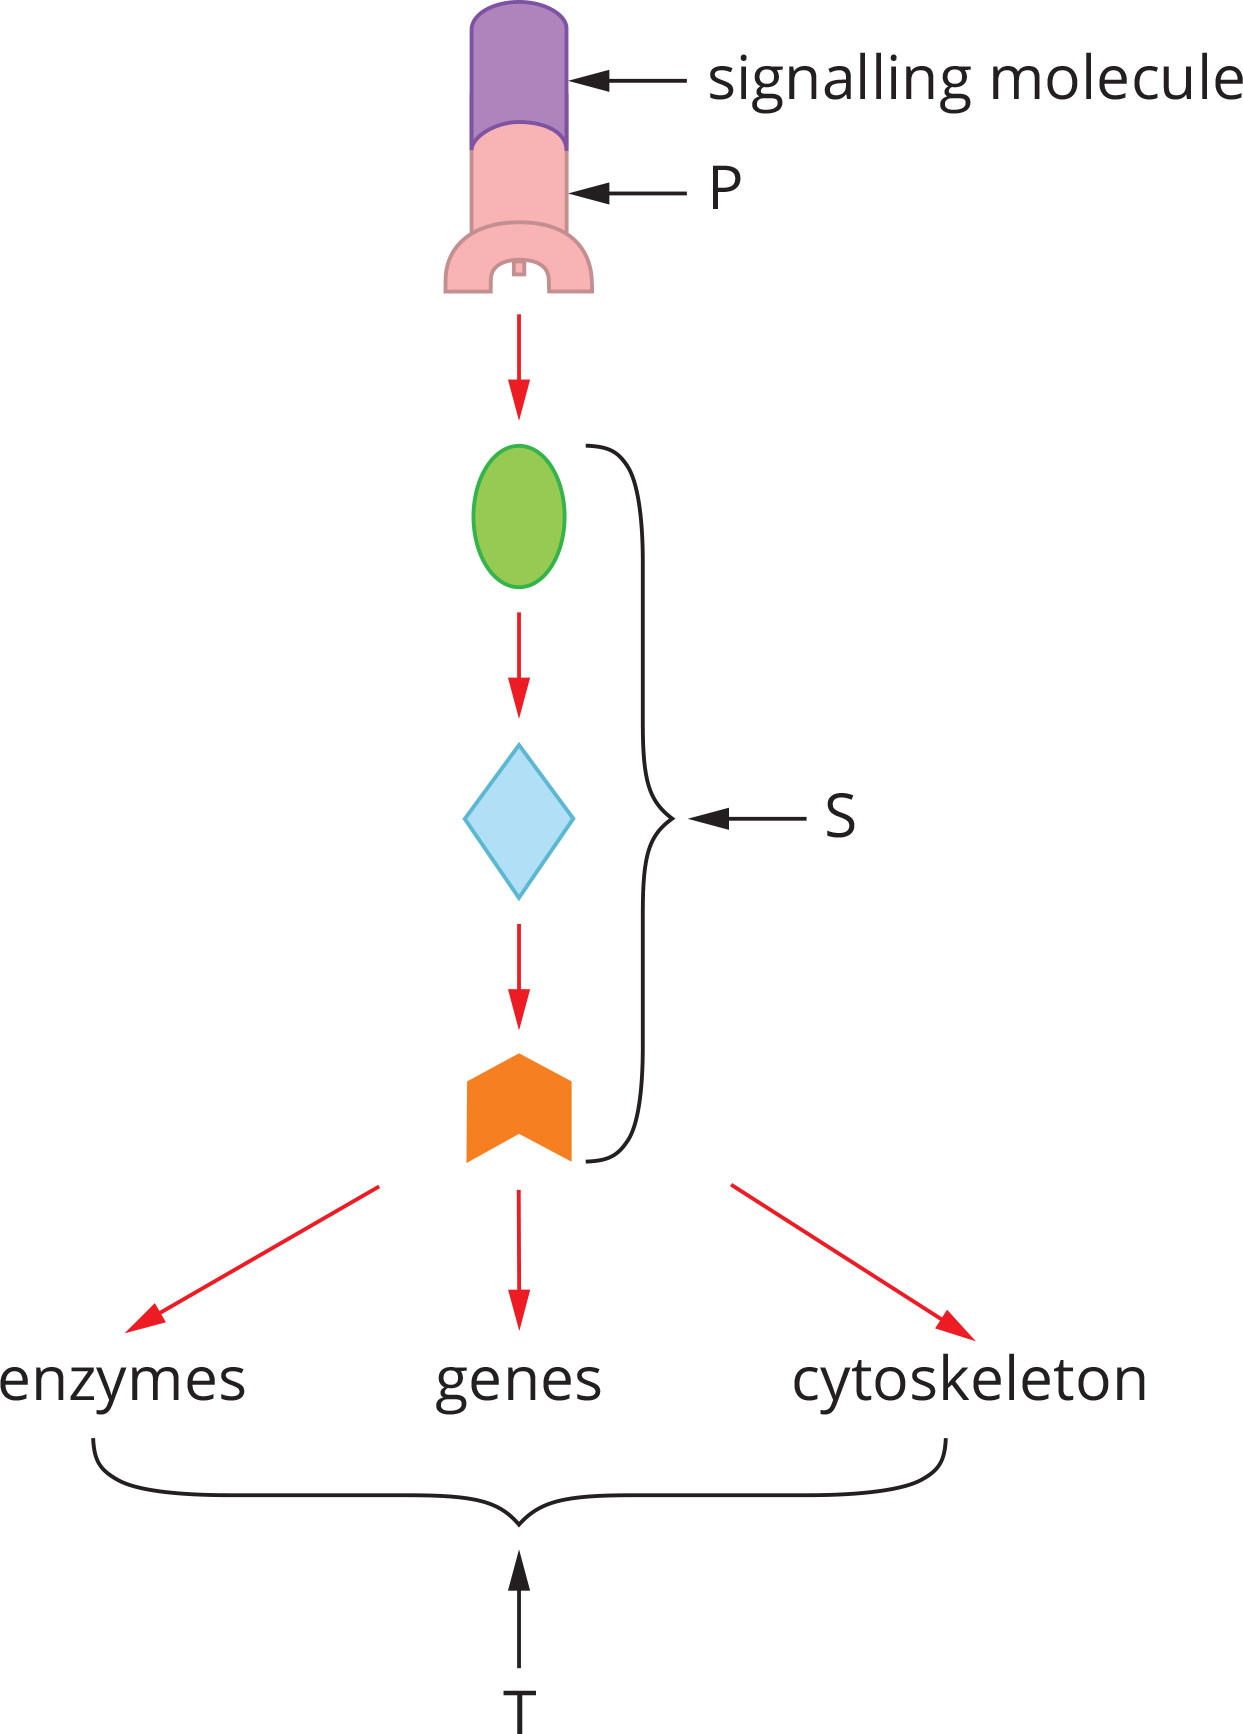 signalling molecule
P
S
enzymes
genes
cytoskeleton
T